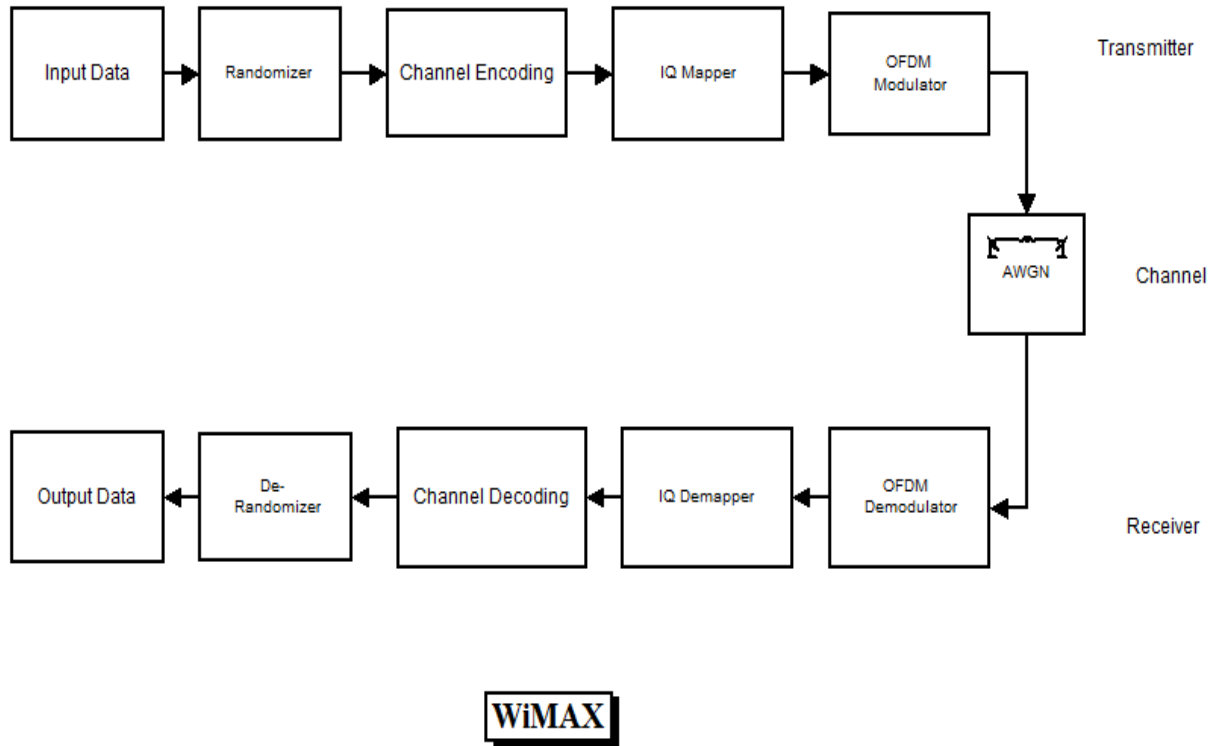 Input Data
Randomizer
Channel Encoding
IQ Mapper
OFDM
Modulator
Transmitter
AWGN
Channel
Output Data
De-
Randomizer
Channel Decoding
IQ Demapper
OFDM
Demodulator
Receiver
WiMAX